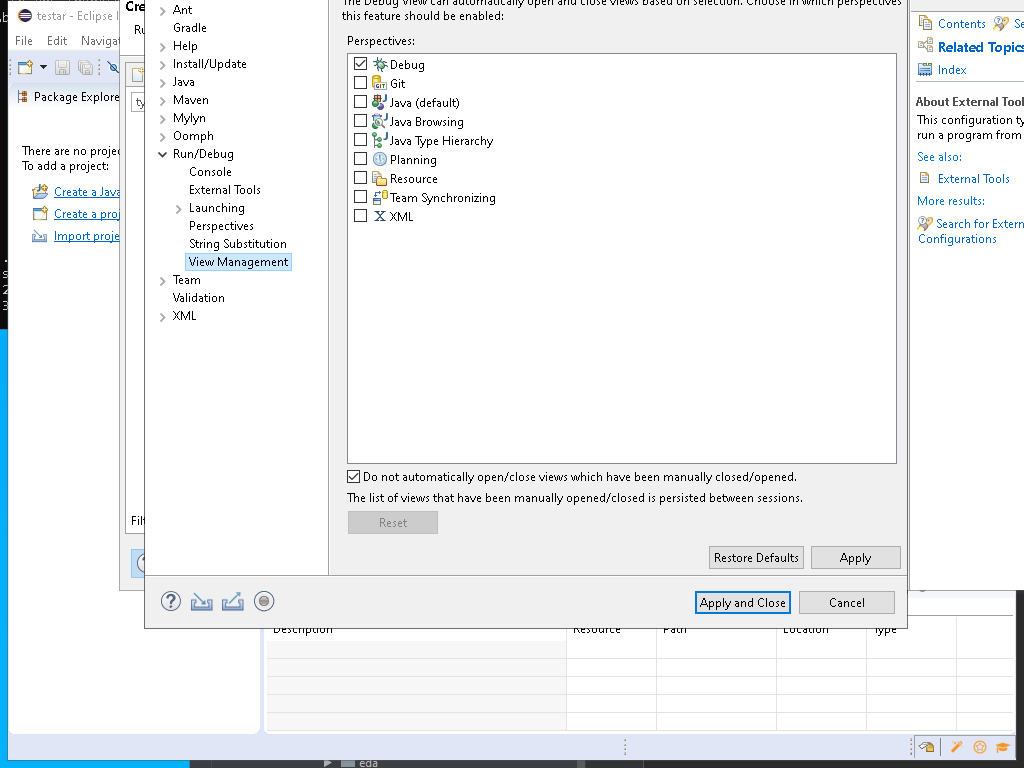 testar - Eclipse
File Edit Naviga
Package Explore
There are no proje
To add a project:
Create a Java
Create a proj
Import proje
Cre
Ru
ty
Filt
Ant
Gradle
Help
Install/Update
Java
Maven
Mylyn
Oomph
Run/Debug
Console
External Tools
Launching
Perspectives
String Substitution
View Management
Team
Validation
XML
The Debug View can automatically open and close views based on selection. Choose in which perspectives
this feature should be enabled:
Perspectives:
Debug
Git
Java (default)
Java Browsing
Java Type Hierarchy
Planning
Resource
Team Synchronizing
XML
Do not automatically open/close views which have been manually closed/opened.
The list of views that have been manually opened/closed is persisted between sessions.
Reset
Restore Defaults Apply
Apply and Close Cancel
Contents Se
Related Topics
Index
About External Tool
This configuration ty
run a program from
See also:
External Tools
More results:
Search for Extern
Configurations
Description Resource Path Location Type
eda